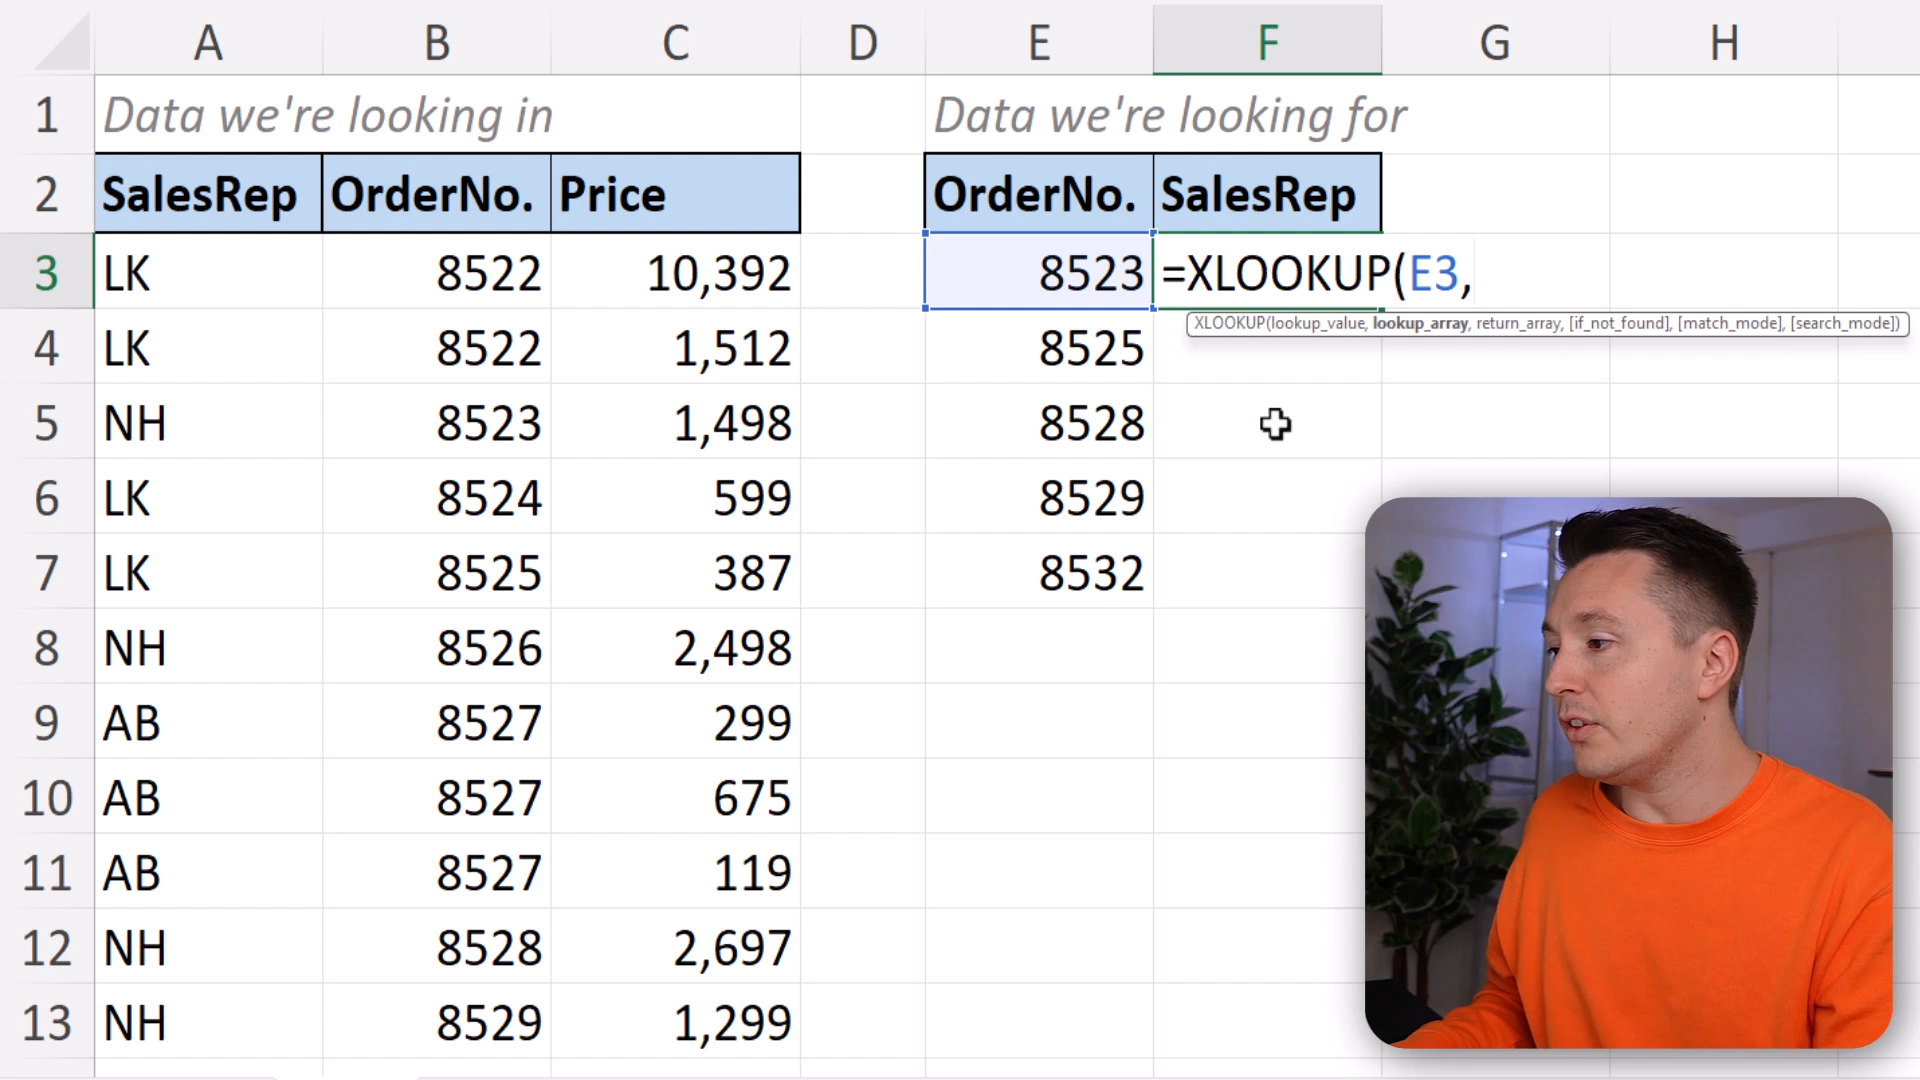 A B C D E F G H
1 Data we're looking in Data we're looking for
2 SalesRep OrderNo. Price OrderNo. SalesRep
3 LK 8522 10,392 8523 =XLOOKUP(E3,
XLOOKUP(lookup_value, lookup_array, return_array, [if_not_found], [match_mode], [search_mode])
4 LK 8522 1,512 8525
5 NH 8523 1,498 8528
6 LK 8524 599 8529
7 LK 8525 387 8532
8 NH 8526 2,498
9 AB 8527 299
10 AB 8527 675
11 AB 8527 119
12 NH 8528 2,697
13 NH 8529 1,299